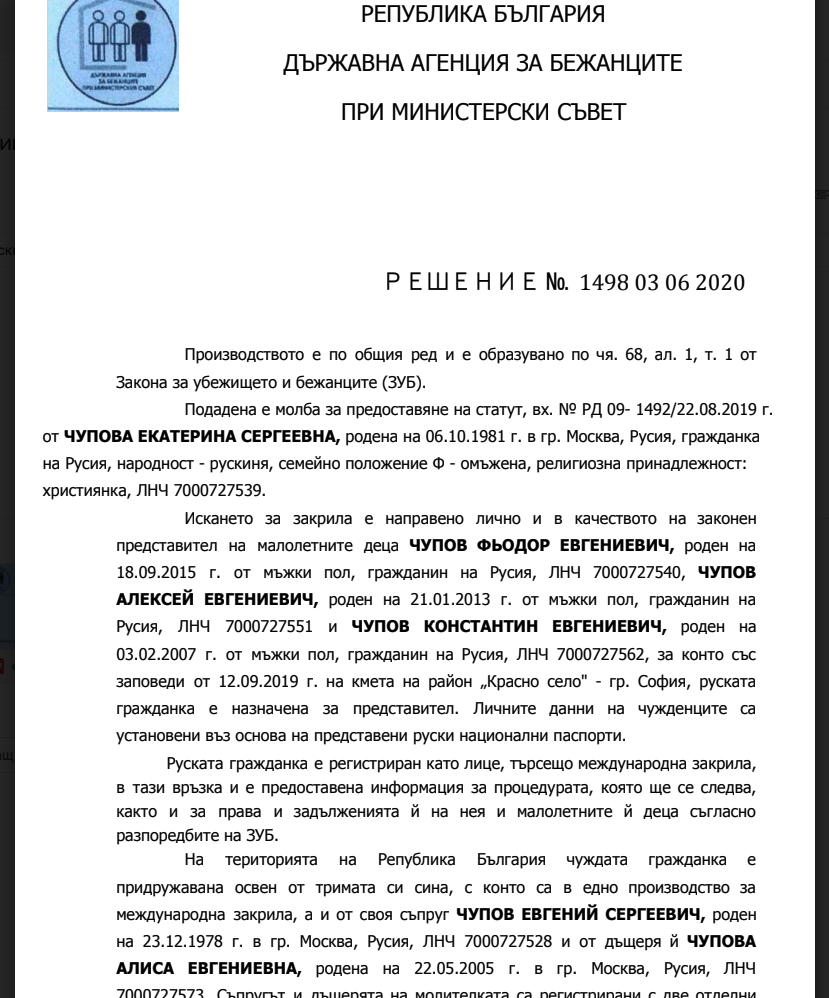 РЕПУБЛИКА БЪЛГАРИЯ
ДЪРЖАВНА АГЕНЦИЯ ЗА БЕЖАНЦИТЕ
ПРИ МИНИСТЕРСКИ СЪВЕТ
ДЪРЖАВНА АГЕНЦИЯ
ЗА БЕЖАНЦИТЕ
ПРИ МИНИСТЕРСКИЯ СЪВЕТ
Р Е Ш Е Н И Е №. 1498 03 06 2020
Производството е по общия ред и е образувано по чя. 68, ал. 1, т. 1 от
Закона за убежището и бежанците (ЗУБ).
Подадена е молба за предоставяне на статут, вх. № РД 09- 1492/22.08.2019 г.
от ЧУПОВА ЕКАТЕРИНА СЕРГЕЕВНА, родена на 06.10.1981 г. в гр. Москва, Русия, гражданка
на Русия, народност - рускиня, семейно положение Ф - омъжена, религиозна принадлежност:
християнка, ЛНЧ 7000727539.
Искането за закрила е направено лично и в качеството на законен
представител на малолетните деца ЧУПОВ ФЬОДОР ЕВГЕНИЕВИЧ, роден на
18.09.2015 г. от мъжки пол, гражданин на Русия, ЛНЧ 7000727540, ЧУПОВ
АЛЕКСЕЙ ЕВГЕНИЕВИЧ, роден на 21.01.2013 г. от мъжки пол, гражданин на
Русия, ЛНЧ 7000727551 и ЧУПОВ КОНСТАНТИН ЕВГЕНИЕВИЧ, роден на
03.02.2007 г. от мъжки пол, гражданин на Русия, ЛНЧ 7000727562, за конто със
заповеди от 12.09.2019 г. на кмета на район „Красно село" - гр. София, руската
гражданка е назначена за представител. Личните данни на чужденците са
установени въз основа на представени руски национални паспорти.
Руската гражданка е регистриран като лице, търсещо международна закрила,
в тази връзка и е предоставена информация за процедурата, която ще се следва,
както и за права и задълженията й на нея и малолетните й деца съгласно
разпоредбите на ЗУБ.
На територията на Република България чуждата гражданка е
придружавана освен от тримата си сина, с конто са в едно производство за
международна закрила, а и от своя съпруг ЧУПОВ ЕВГЕНИЙ СЕРГЕЕВИЧ, роден
на 23.12.1978 г. в гр. Москва, Русия, ЛНЧ 7000727528 и от дъщеря й ЧУПОВА
АЛИСА ЕВГЕНИЕВНА, родена на 22.05.2005 г. в гр. Москва, Русия, ЛНЧ
7000727573. Съпругът и дъщерята на молителката са регистрирани с две отделни